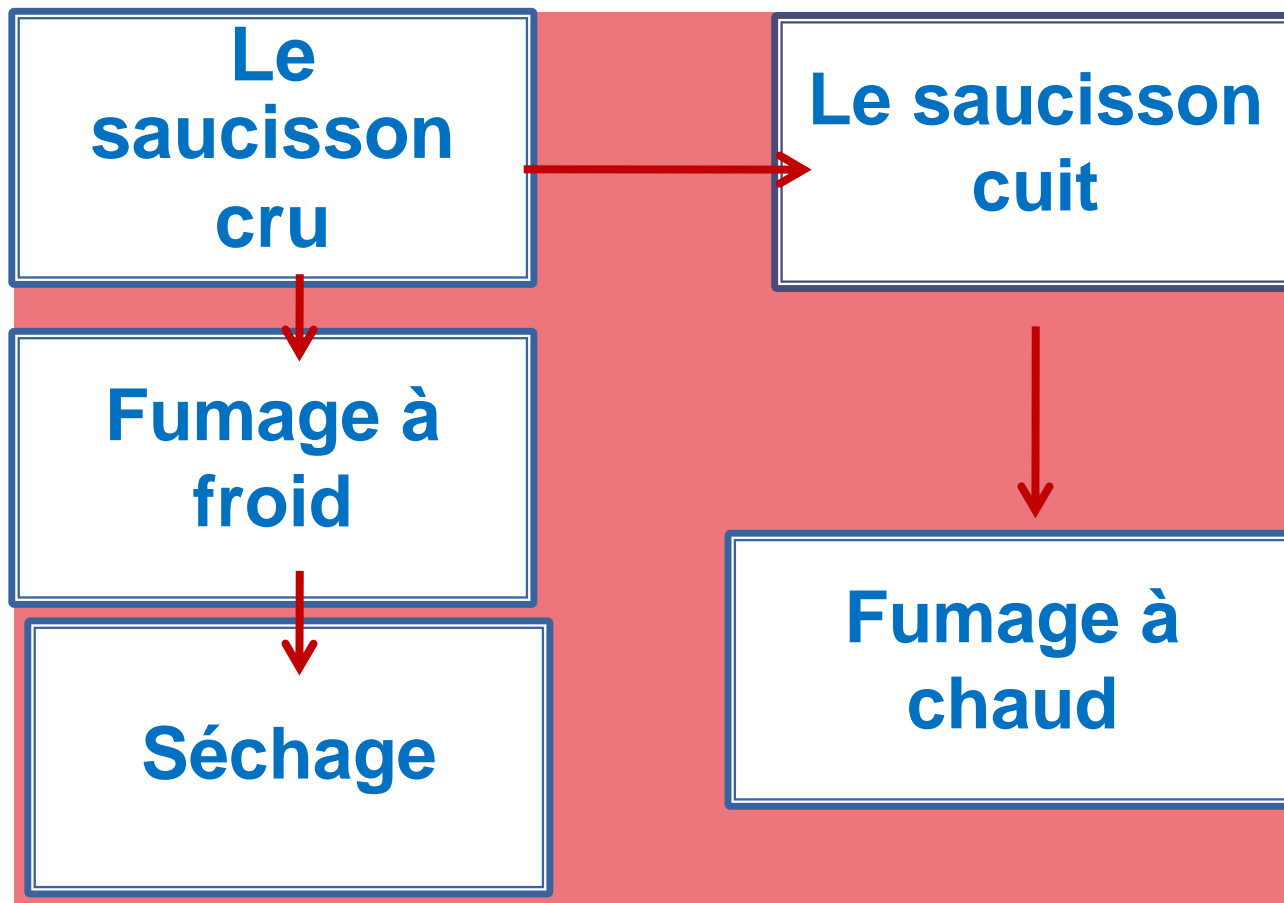 Le
saucisson
cru
Le saucisson
cuit
Fumage à
froid
Fumage à
chaud
Séchage